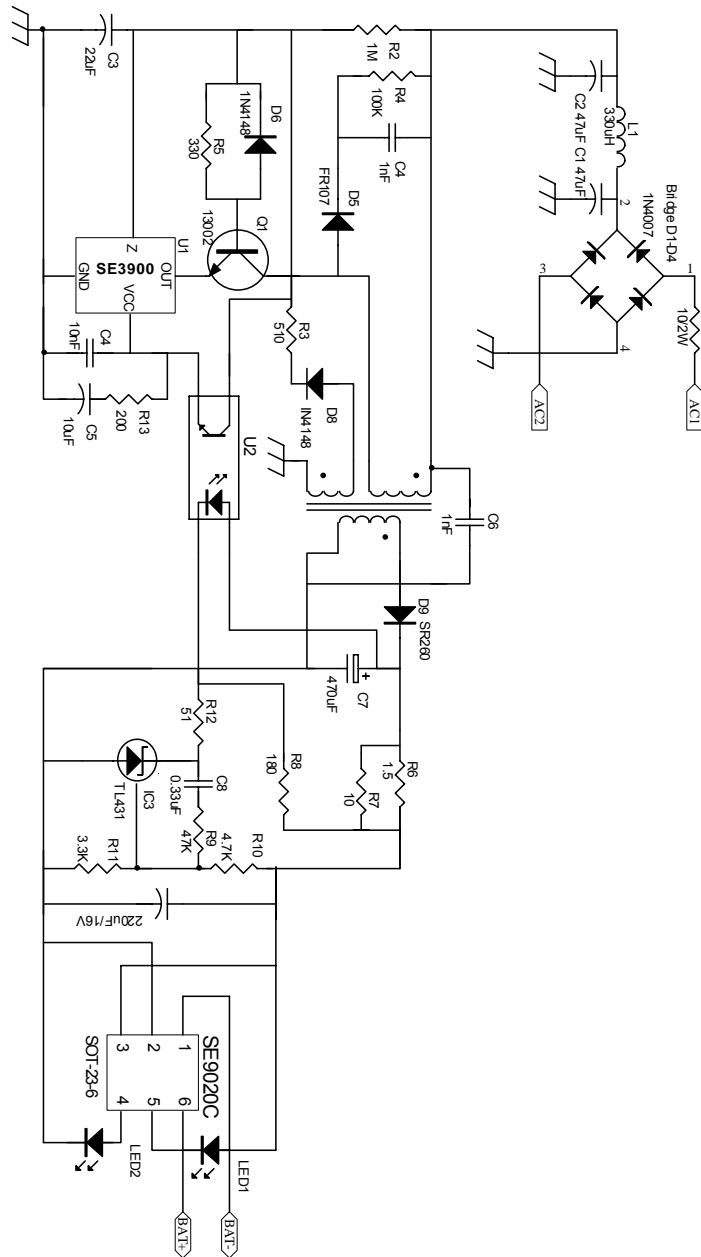 AC1
10/2W
AC2
1
2
3
4
Bridge D1-D4
1N4007
L1
330uH
C2 47uF C1 47uF
R2
1M
R4
100K
C4
1nF
D5
FR107
C3
22uF
D6
1N4148
R5
330
Q1
13002
U1
SE3900
Z
OUT
GND
VCC
C4
10nF
R13
200
C5
10uF
R3
510
D8
IN4148
U2
C6
1nF
D9
SR260
C7
470uF
+
R12
51
R8
180
R6
1.5
R7
10
C8
0.33uF
R9
47K
R10
4.7K
IC3
TL431
R11
3.3K
220uF/16V
SE9020C
1
2
3
4
5
6
SOT-23-6
LED1
LED2
BAT-
BAT+